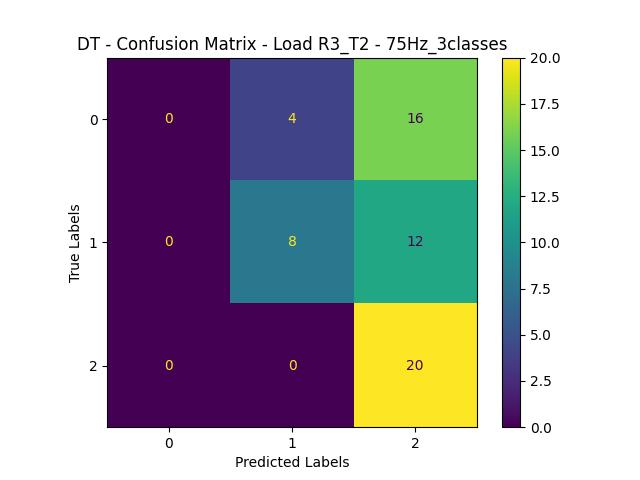 DT - Confusion Matrix - Load R3_T2 - 75Hz_3classes
20.0
0 0 4 16
17.5
15.0
12.5
True Labels
1 0 8 12
10.0
7.5
5.0
2 0 0 20
2.5
0.0
0 1 2
Predicted Labels